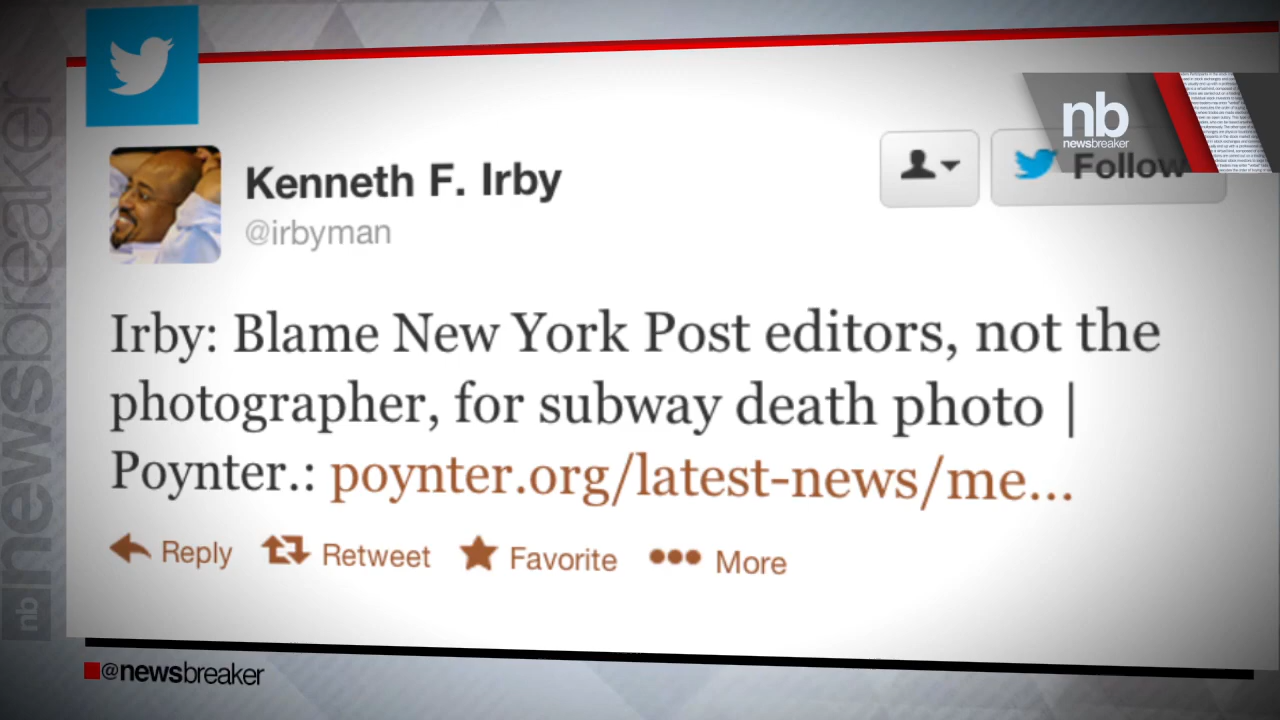 nb
newsbreaker
Kenneth F. Irby
@irbyman
Follow
Irby: Blame New York Post editors, not the
photographer, for subway death photo |
Poynter.: poynter.org/latest-news/me...
Reply Retweet Favorite More
newsbreaker
nb
@newsbreaker